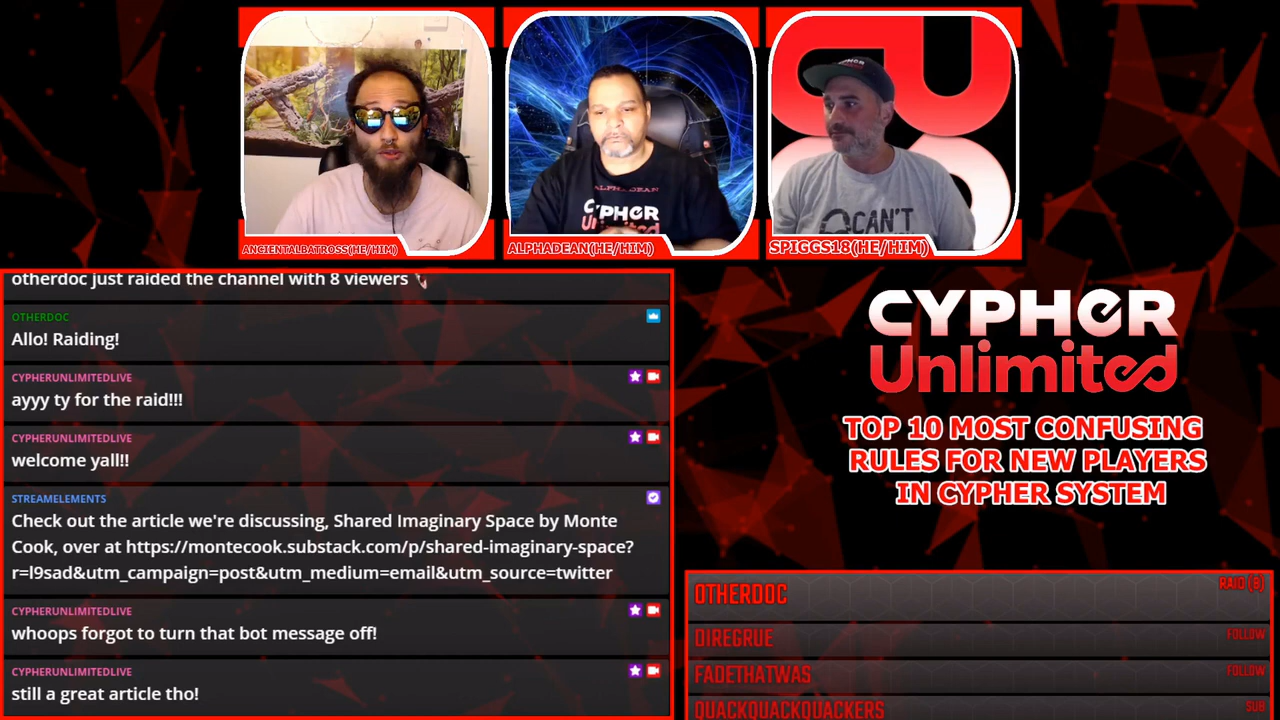 CYPHER
ALPHADEAN
CYPHER
Unlimited
CAN'T
ANCIENTALBATROSS(HE/HIM)
ALPHADEAN(HE/HIM)
SPIGGS18(HE/HIM)
otherdoc just raided the channel with 8 viewers
OTHERDOC
Allo! Raiding!
CYPHERUNLIMITEDLIVE
ayyy ty for the raid!!!
CYPHERUNLIMITEDLIVE
welcome yall!!
STREAMELEMENTS
Check out the article we're discussing, Shared Imaginary Space by Monte
Cook, over at https://montecook.substack.com/p/shared-imaginary-space?
r=l9sad&utm_campaign=post&utm_medium=email&utm_source=twitter
CYPHERUNLIMITEDLIVE
whoops forgot to turn that bot message off!
CYPHERUNLIMITEDLIVE
still a great article tho!
CYPHER
Unlimited
TOP 10 MOST CONFUSING
RULES FOR NEW PLAYERS
IN CYPHER SYSTEM
OTHERDOC RAID (8)
DIREGRUE FOLLOW
FADETHATWAS FOLLOW
QUACKQUACKQUACKERS SUB